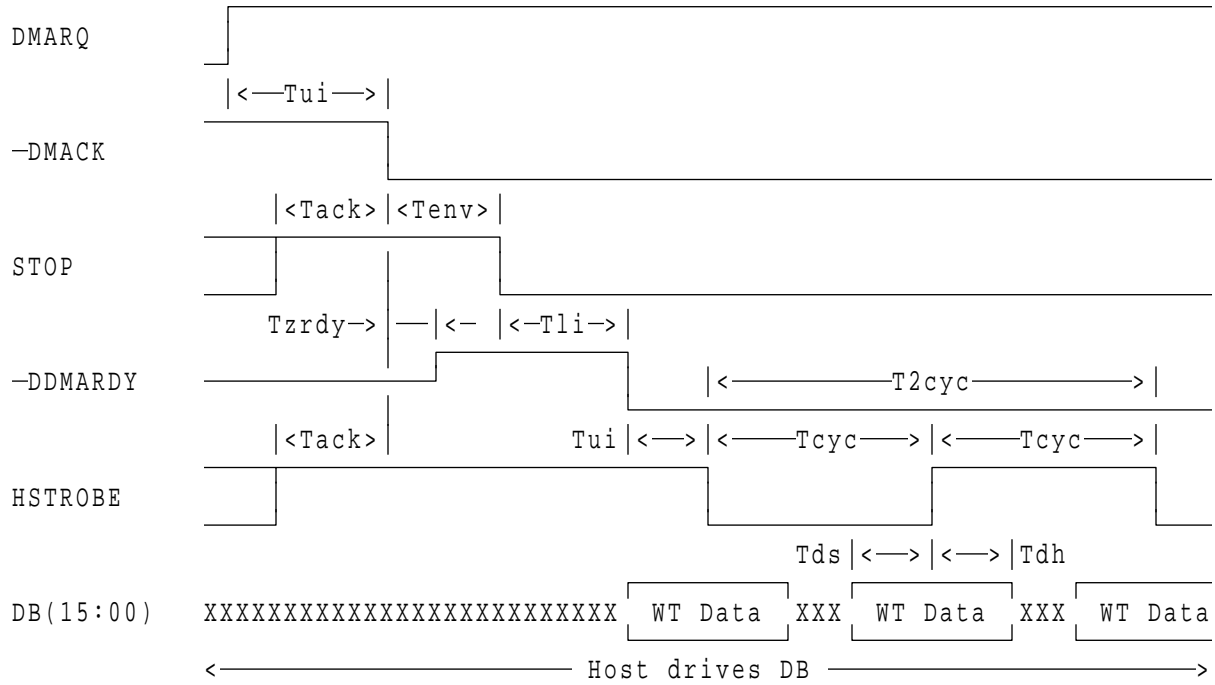 DMARQ
|<—Tui—>|
—DMACK
|<Tack>|<Tenv>|
STOP
Tzrdy—>|—|<— |<—Tli—>|
—DDMARDY |<————T2cyc————>|
|<Tack>| Tui|<—>|<——Tcyc——>|<——Tcyc——>|
HSTROBE
Tds|<—>|<—>|Tdh
DB(15:00) XXXXXXXXXXXXXXXXXXXXXXXXXX WT Data XXX WT Data XXX WT Data
<———— Host drives DB ————>